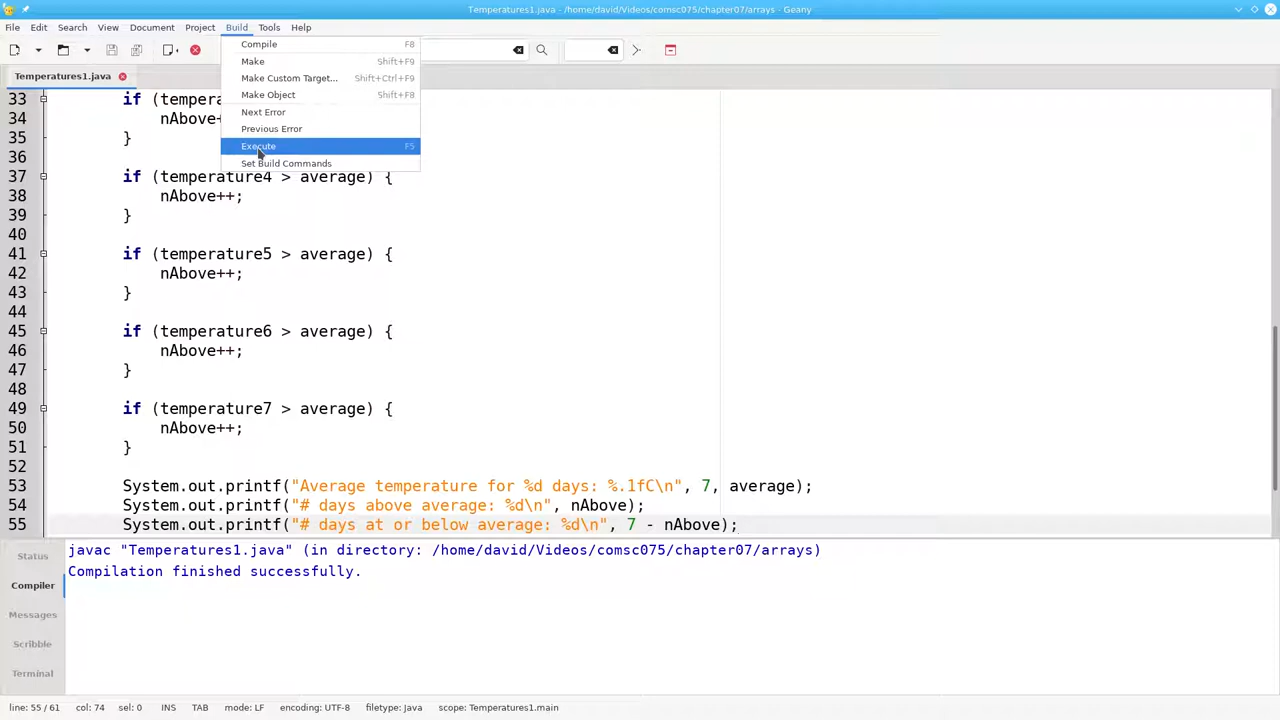 Temperatures1.java - /home/david/Videos/comsc075/chapter07/arrays - Geany
File Edit Search View Document Project Build Tools Help
Compile F8
Make Shift+F9
Make Custom Target... Shift+Ctrl+F9
Make Object Shift+F8
Next Error
Previous Error
Execute F5
Set Build Commands
Temperatures1.java
33 if (tempera
34 nAbove+
35 }
36
37 if (temperature4 > average) {
38 nAbove++;
39 }
40
41 if (temperature5 > average) {
42 nAbove++;
43 }
44
45 if (temperature6 > average) {
46 nAbove++;
47 }
48
49 if (temperature7 > average) {
50 nAbove++;
51 }
52
53 System.out.printf("Average temperature for %d days: %.1fC\n", 7, average);
54 System.out.printf("# days above average: %d\n", nAbove);
55 System.out.printf("# days at or below average: %d\n", 7 - nAbove);
Status
Compiler
Messages
Scribble
Terminal
javac "Temperatures1.java" (in directory: /home/david/Videos/comsc075/chapter07/arrays)
Compilation finished successfully.
line: 55 / 61 col: 74 sel: 0 INS TAB mode: LF encoding: UTF-8 filetype: Java scope: Temperatures1.main